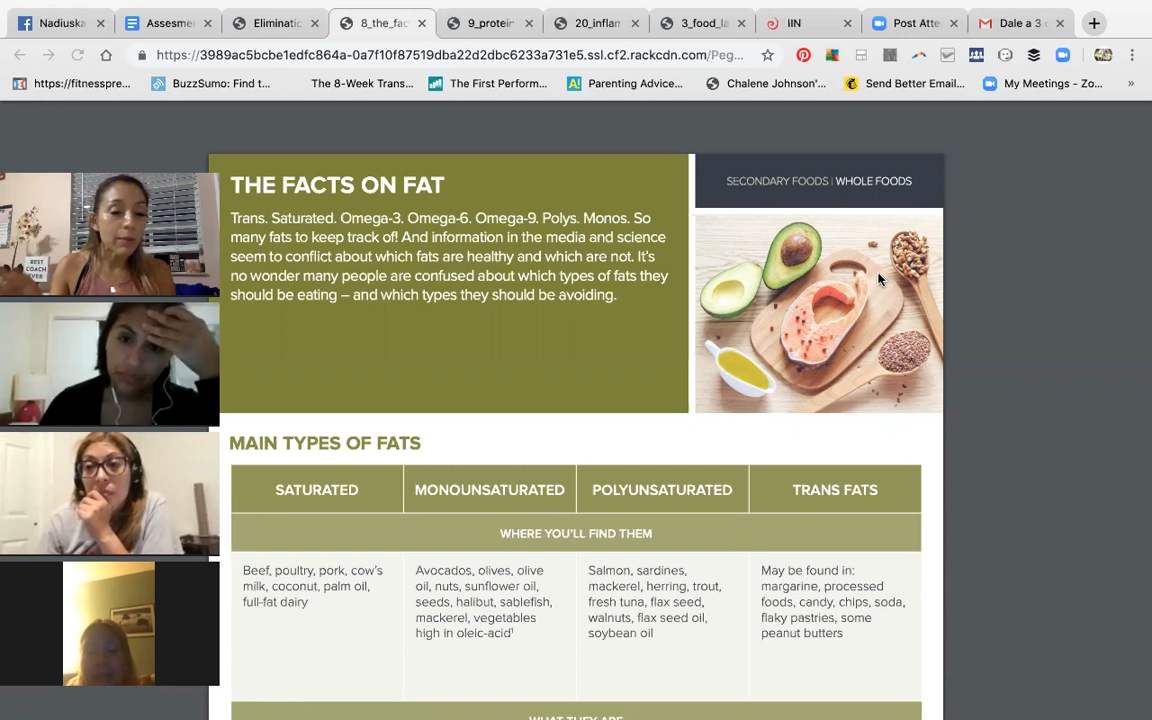 Nadiuska
Assessme
Eliminatic
8_the_fac
9_protein
20_inflam
3_food_la
IIN
Post Atte
Dale a 3 c
https://3989ac5bcbe1edfc864a-0a7f10f87519dba22d2dbc6233a731e5.ssl.cf2.rackcdn.com/Peg...
https://fitnesspre...
BuzzSumo: Find t...
The 8-Week Trans...
The First Perform...
Parenting Advice...
Chalene Johnson'...
Send Better Email...
My Meetings - Zo...
»
THE FACTS ON FAT
Trans. Saturated. Omega-3. Omega-6. Omega-9. Polys. Monos. So
many fats to keep track of! And information in the media and science
seem to conflict about which fats are healthy and which are not. It's
no wonder many people are confused about which types of fats they
should be eating – and which types they should be avoiding.
SECONDARY FOODS | WHOLE FOODS
BEST
COACH
EVER
MAIN TYPES OF FATS
SATURATED
MONOUNSATURATED
POLYUNSATURATED
TRANS FATS
WHERE YOU'LL FIND THEM
Beef, poultry, pork, cow's
milk, coconut, palm oil,
full-fat dairy
Avocados, olives, olive
oil, nuts, sunflower oil,
seeds, halibut, sablefish,
mackerel, vegetables
high in oleic-acid¹
Salmon, sardines,
mackerel, herring, trout,
fresh tuna, flax seed,
walnuts, flax seed oil,
soybean oil
May be found in:
margarine, processed
foods, candy, chips, soda,
flaky pastries, some
peanut butters
WHAT THEY ARE